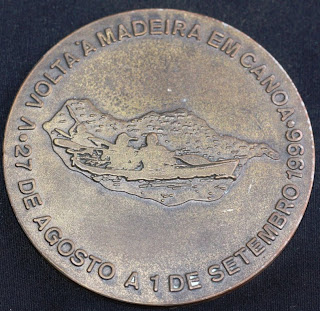 V VOLTA À MADEIRA EM CANOA·
27 DE AGOSTO A 1 DE SETEMBRO 1996·